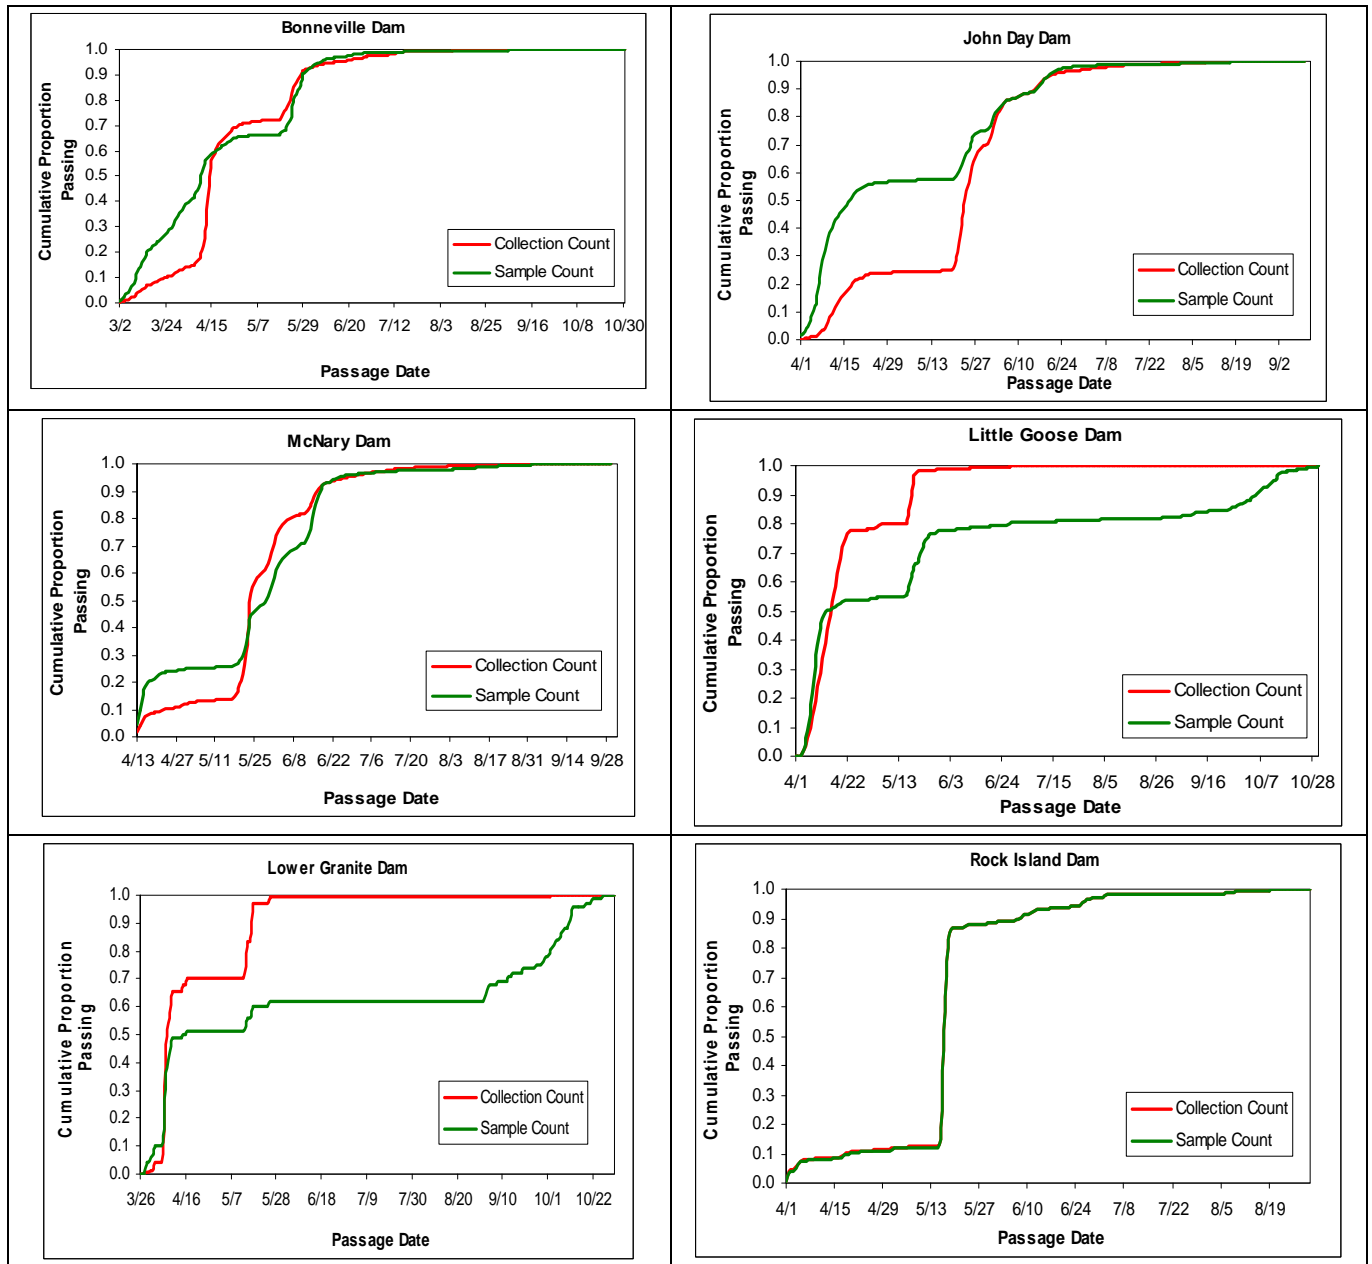 Bonneville Dam
1.0
0.9
0.8
0.7
0.6
0.5
0.4
0.3
0.2
0.1
0.0
Cumulative Proportion
Passing
Collection Count
Sample Count
3/2 3/24 4/15 5/7 5/29 6/20 7/12 8/3 8/25 9/16 10/8 10/30
Passage Date
John Day Dam
1.0
0.9
0.8
0.7
0.6
0.5
0.4
0.3
0.2
0.1
0.0
Cumulative Proportion
Passing
Collection Count
Sample Count
4/1 4/15 4/29 5/13 5/27 6/10 6/24 7/8 7/22 8/5 8/19 9/2
Passage Date
McNary Dam
1.0
0.9
0.8
0.7
0.6
0.5
0.4
0.3
0.2
0.1
0.0
Cumulative Proportion
Passing
Collection Count
Sample Count
4/13 4/27 5/11 5/25 6/8 6/22 7/6 7/20 8/3 8/17 8/31 9/14 9/28
Passage Date
Little Goose Dam
1.0
0.9
0.8
0.7
0.6
0.5
0.4
0.3
0.2
0.1
0.0
Cumulative Proportion
Passing
Collection Count
Sample Count
4/1 4/22 5/13 6/3 6/24 7/15 8/5 8/26 9/16 10/7 10/28
Passage Date
Lower Granite Dam
1.0
0.9
0.8
0.7
0.6
0.5
0.4
0.3
0.2
0.1
0.0
Cumulative Proportion
Passing
Collection Count
Sample Count
3/26 4/16 5/7 5/28 6/18 7/9 7/30 8/20 9/10 10/1 10/22
Passage Date
Rock Island Dam
1.0
0.9
0.8
0.7
0.6
0.5
0.4
0.3
0.2
0.1
0.0
Cumulative Proportion
Passing
Collection Count
Sample Count
4/1 4/15 4/29 5/13 5/27 6/10 6/24 7/8 7/22 8/5 8/19
Passage Date